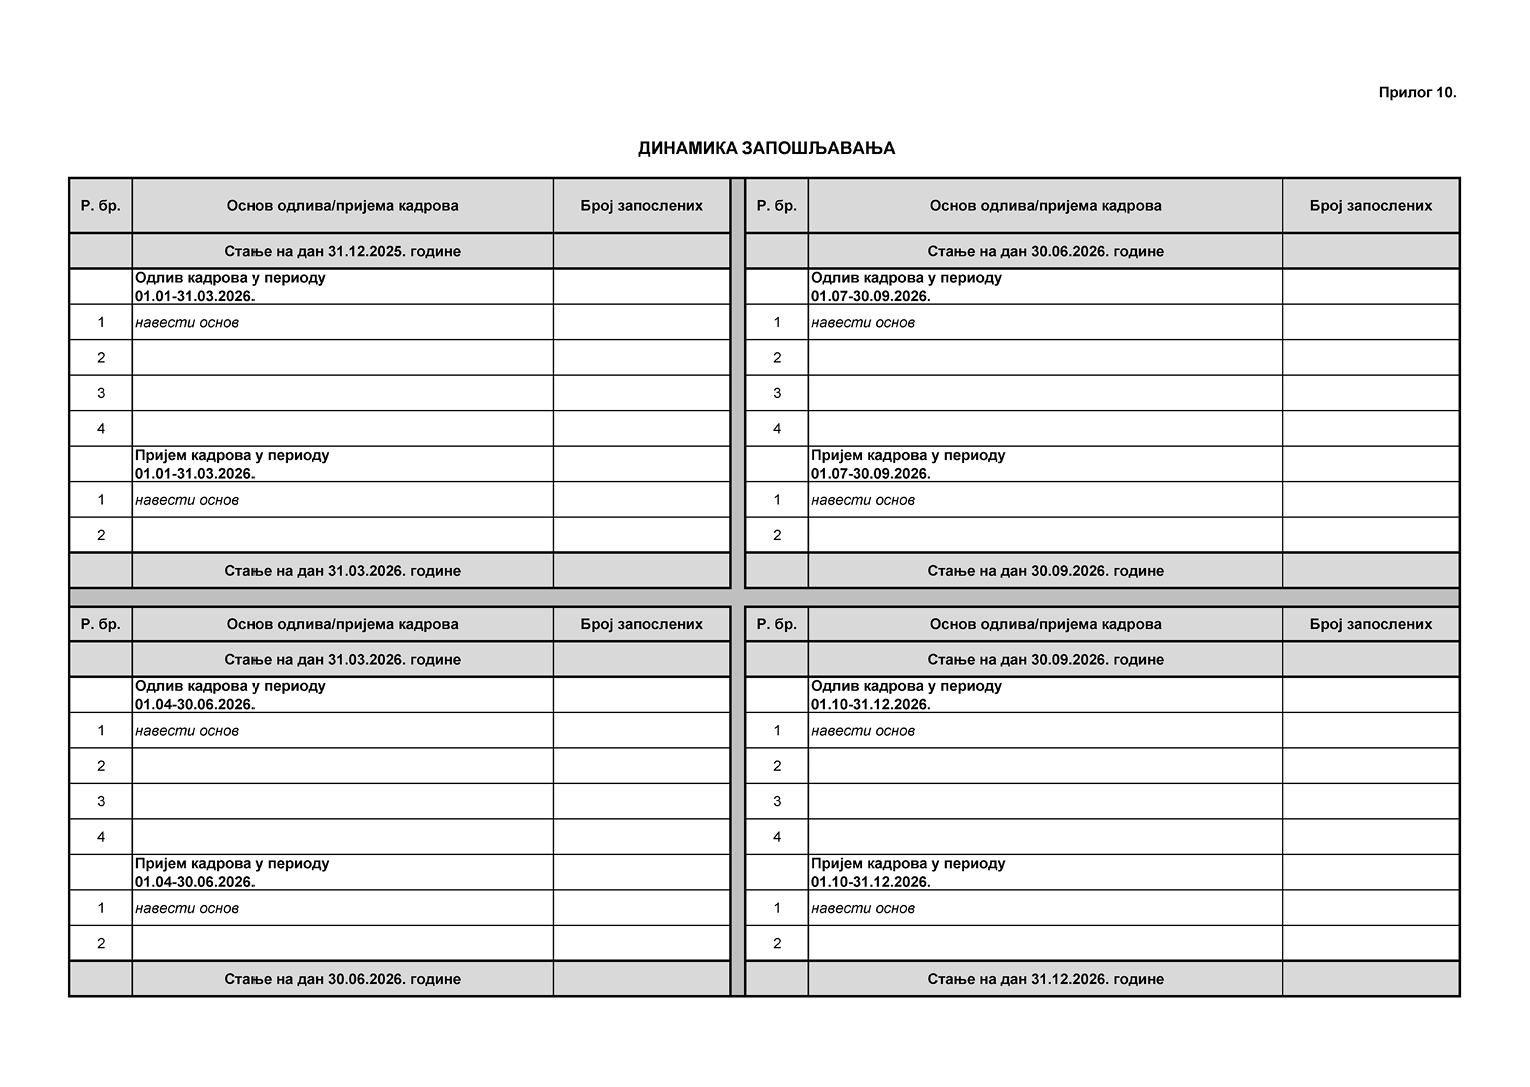 Прилог 10.
ДИНАМИКА ЗАПОШЉАВАЊА
Р. бр. Основ одлива/пријема кадрова Број запослених
Стање на дан 31.12.2025. године
Одлив кадрова у периоду
01.01-31.03.2026.
1 навести основ
2
3
4
Пријем кадрова у периоду
01.01-31.03.2026.
1 навести основ
2
Стање на дан 31.03.2026. године
Р. бр. Основ одлива/пријема кадрова Број запослених
Стање на дан 30.06.2026. године
Одлив кадрова у периоду
01.07-30.09.2026.
1 навести основ
2
3
4
Пријем кадрова у периоду
01.07-30.09.2026.
1 навести основ
2
Стање на дан 30.09.2026. године
Р. бр. Основ одлива/пријема кадрова Број запослених
Стање на дан 31.03.2026. године
Одлив кадрова у периоду
01.04-30.06.2026.
1 навести основ
2
3
4
Пријем кадрова у периоду
01.04-30.06.2026.
1 навести основ
2
Стање на дан 30.06.2026. године
Р. бр. Основ одлива/пријема кадрова Број запослених
Стање на дан 30.09.2026. године
Одлив кадрова у периоду
01.10-31.12.2026.
1 навести основ
2
3
4
Пријем кадрова у периоду
01.10-31.12.2026.
1 навести основ
2
Стање на дан 31.12.2026. године